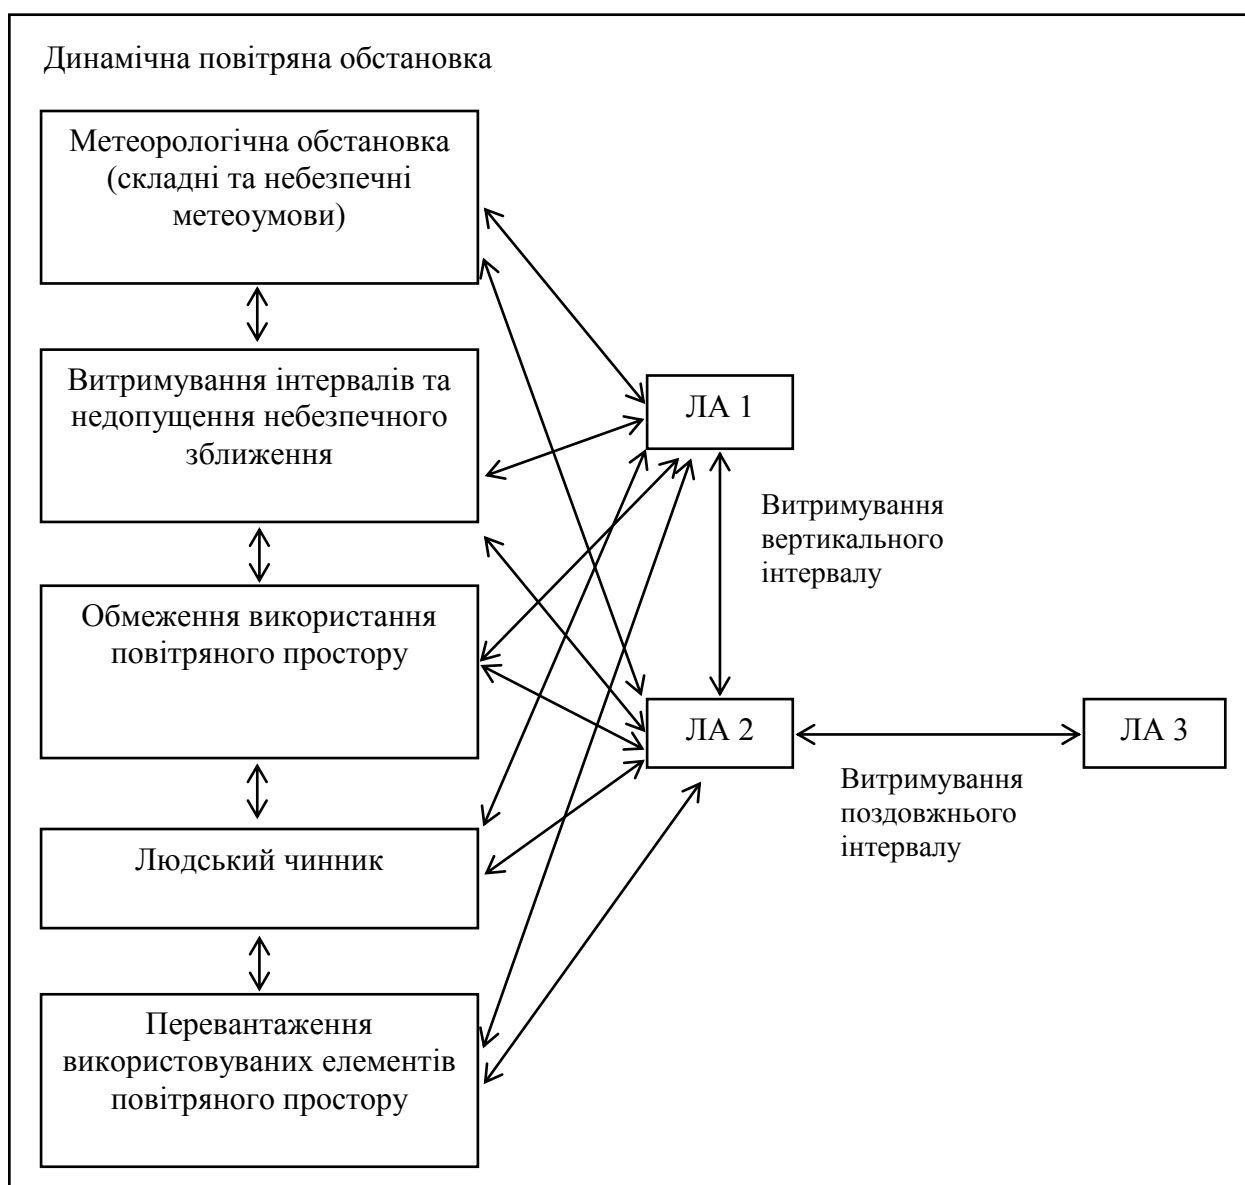 Динамічна повітряна обстановка
Метеорологічна обстановка
(складні та небезпечні
метеоумови)
Витримування інтервалів та
недопущення небезпечного
зближення
Обмеження використання
повітряного простору
Людський чинник
Перевантаження
використовуваних елементів
повітряного простору
ЛА 1
Витримування
вертикального
інтервалу
ЛА 2
ЛА 3
Витримування
поздовжнього
інтервалу